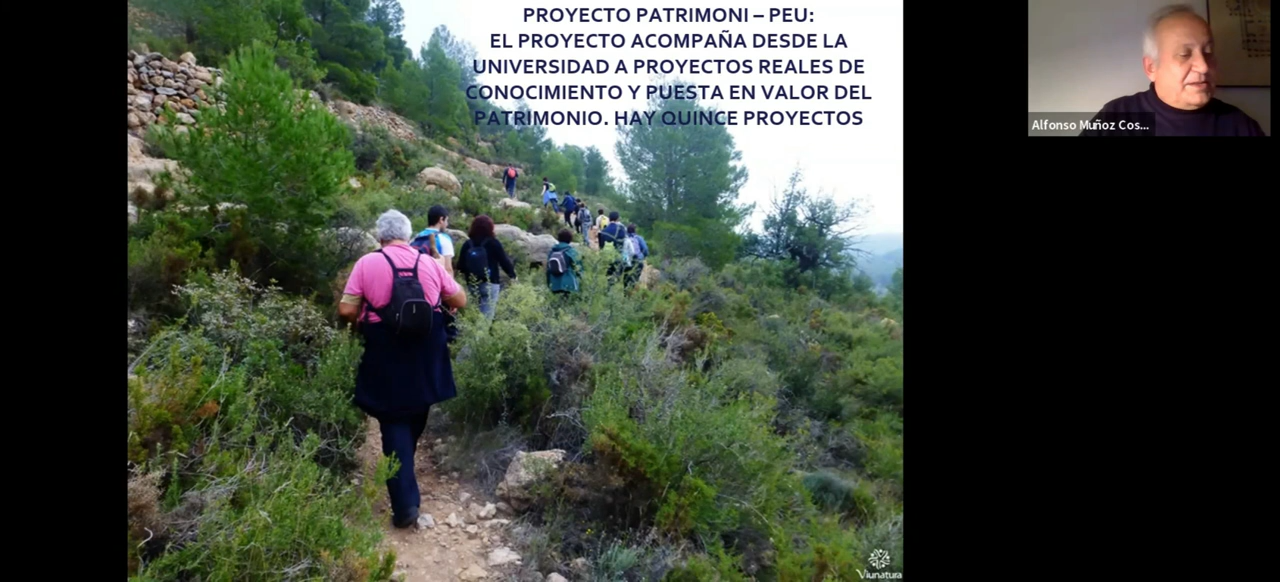 PROYECTO PATRIMONI – PEU:
EL PROYECTO ACOMPAÑA DESDE LA
UNIVERSIDAD A PROYECTOS REALES DE
CONOCIMIENTO Y PUESTA EN VALOR DEL
PATRIMONIO. HAY QUINCE PROYECTOS
Alfonso Muñoz Cos...
Viunatura